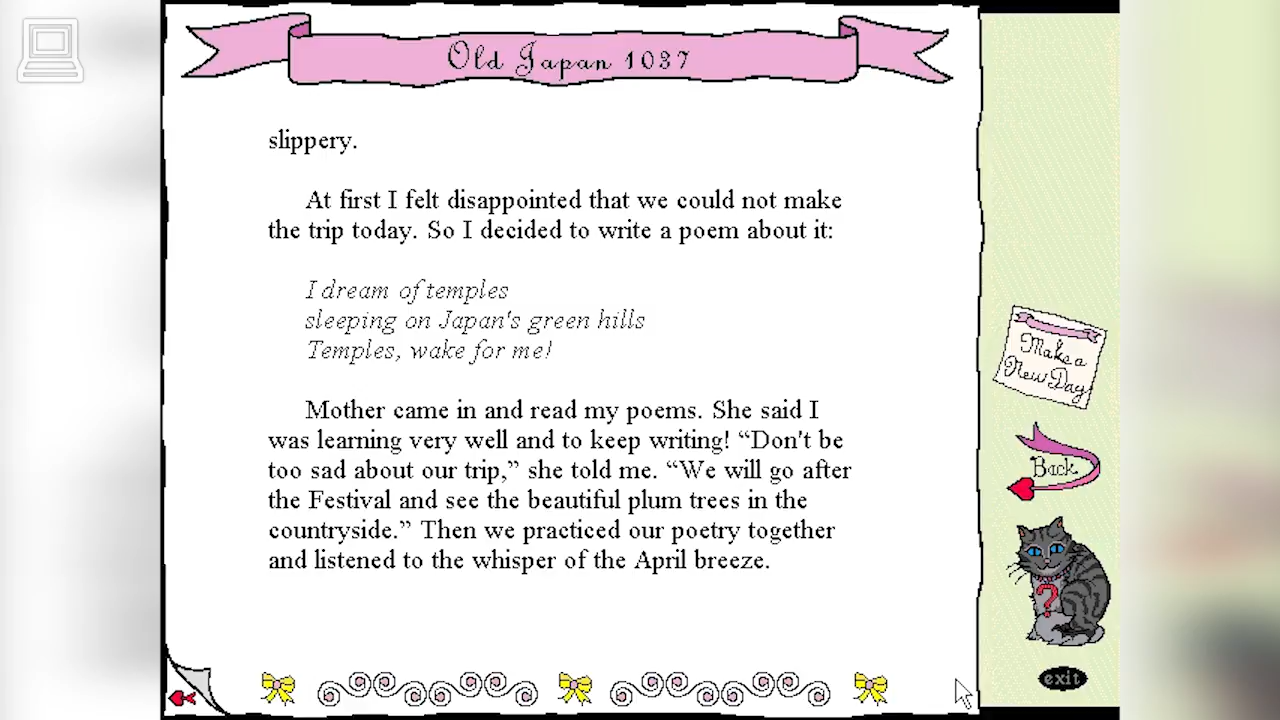 Old Japan 1037
slippery.
At first I felt disappointed that we could not make
the trip today. So I decided to write a poem about it:
I dream of temples
sleeping on Japan's green hills
Temples, wake for me!
Mother came in and read my poems. She said I
was learning very well and to keep writing! “Don't be
too sad about our trip,” she told me. “We will go after
the Festival and see the beautiful plum trees in the
countryside.” Then we practiced our poetry together
and listened to the whisper of the April breeze.
Make a
New Day
Back
?
exit